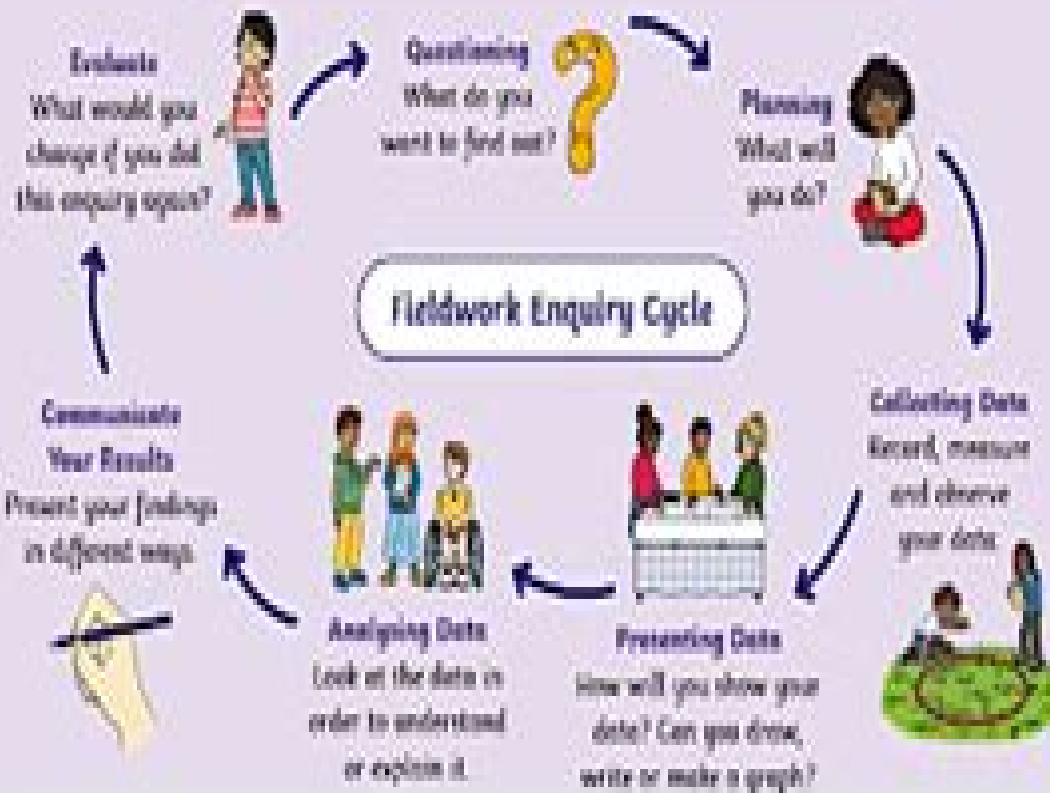 Fieldwork Enquiry Cycle
Questioning
What do you
want to find out?
Planning
What will
you do?
Collecting Data
Record, measure
and observe
your data
Presenting Data
How will you show your
data? Can you draw,
write or make a graph?
Analysing Data
Look at the data in
order to understand
or explain it
Communicate
Your Results
Present your findings
in different ways
Evaluate
What would you
change if you did
this enquiry again?